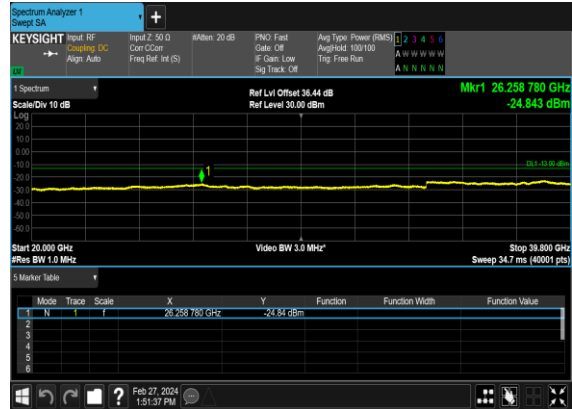 Spectrum Analyzer 1
Swept SA
+
KEYSIGHT Input: RF Input Z: 50 Ω #Atten: 20 dB PNO: Fast Avg Type: Power (RMS) 1 2 3 4 5 6
Coupling: DC Corr CCorr Gate: Off Avg|Hold: 100/100 A W W W W W
Align: Auto Freq Ref: Int (S) IF Gain: Low Trig: Free Run
Sig Track: Off A N N N N N
1 Spectrum Ref Lvl Offset 36.44 dB Mkr1 26.258 780 GHz
Scale/Div 10 dB Ref Level 30.00 dBm -24.843 dBm
Log
20.0
10.0
0.00
-10.0
DL1 -13.00 dBm
1
-20.0
-30.0
-40.0
-50.0
-60.0
Start 20.000 GHz Video BW 3.0 MHz* Stop 39.800 GHz
#Res BW 1.0 MHz Sweep 34.7 ms (40001 pts)
5 Marker Table
Mode Trace Scale X Y Function Function Width Function Value
1 N 1 f 26.258 780 GHz -24.84 dBm
2
3
4
5
6
? Feb 27, 2024
1:51:37 PM